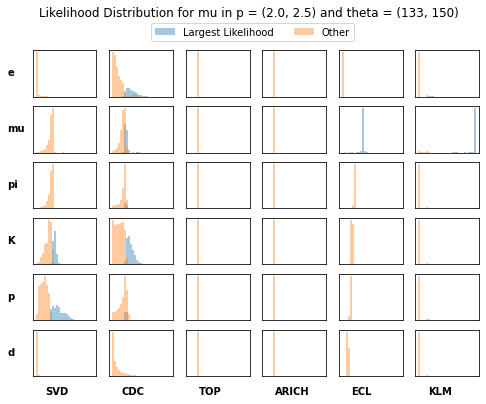 Likelihood Distribution for mu in p = (2.0, 2.5) and theta = (133, 150)
Largest Likelihood Other
e
mu
pi
K
p
d
SVD CDC TOP ARICH ECL KLM